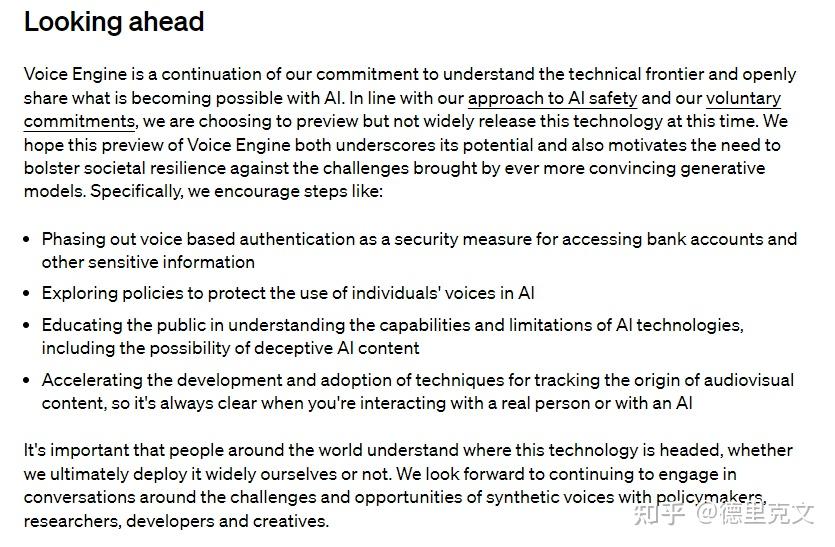 Looking ahead
Voice Engine is a continuation of our commitment to understand the technical frontier and openly
share what is becoming possible with AI. In line with our approach to AI safety and our voluntary
commitments, we are choosing to preview but not widely release this technology at this time. We
hope this preview of Voice Engine both underscores its potential and also motivates the need to
bolster societal resilience against the challenges brought by ever more convincing generative
models. Specifically, we encourage steps like:
• Phasing out voice based authentication as a security measure for accessing bank accounts and
other sensitive information
• Exploring policies to protect the use of individuals' voices in AI
• Educating the public in understanding the capabilities and limitations of AI technologies,
including the possibility of deceptive AI content
• Accelerating the development and adoption of techniques for tracking the origin of audiovisual
content, so it's always clear when you're interacting with a real person or with an AI
It's important that people around the world understand where this technology is headed, whether
we ultimately deploy it widely ourselves or not. We look forward to continuing to engage in
conversations around the challenges and opportunities of synthetic voices with policymakers,
researchers, developers and creatives.
知乎 @德里克文